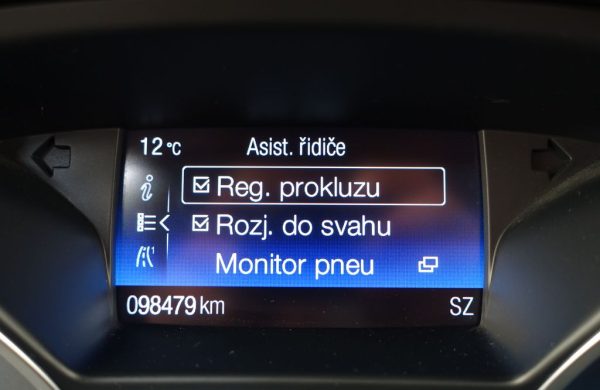 12 °C Asist. řidiče
Reg. prokluzu
Rozj. do svahu
Monitor pneu
098479 km SZ